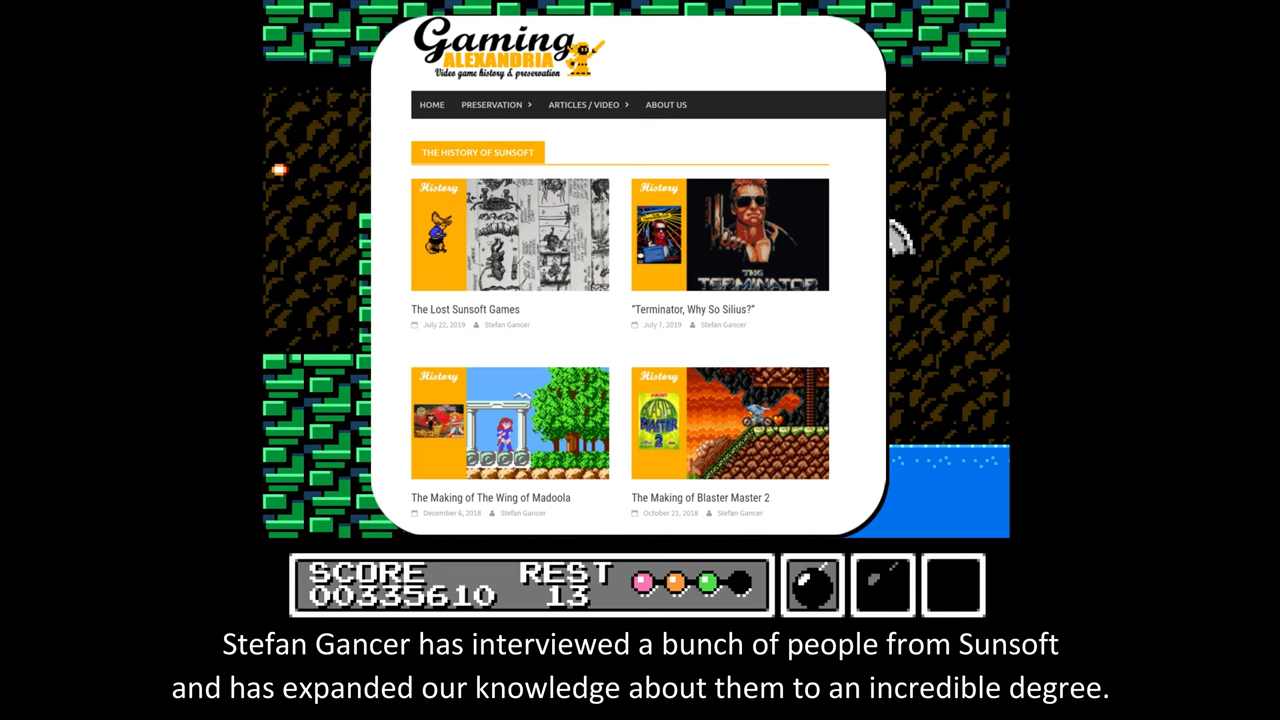 Gaming
ALEXANDRIA
Video game history & preservation
HOME PRESERVATION ARTICLES / VIDEO ABOUT US
THE HISTORY OF SUNSOFT
History
History
THE
TERMINATOR
The Lost Sunsoft Games
"Terminator, Why So Silius?"
July 22, 2019 Stefan Gancer
July 7, 2019 Stefan Gancer
History
History
BLASTER
MASTER
2
The Making of The Wing of Madoola
The Making of Blaster Master 2
December 6, 2018 Stefan Gancer
October 21, 2018 Stefan Gancer
SCORE REST
00335610 13
Stefan Gancer has interviewed a bunch of people from Sunsoft
and has expanded our knowledge about them to an incredible degree.